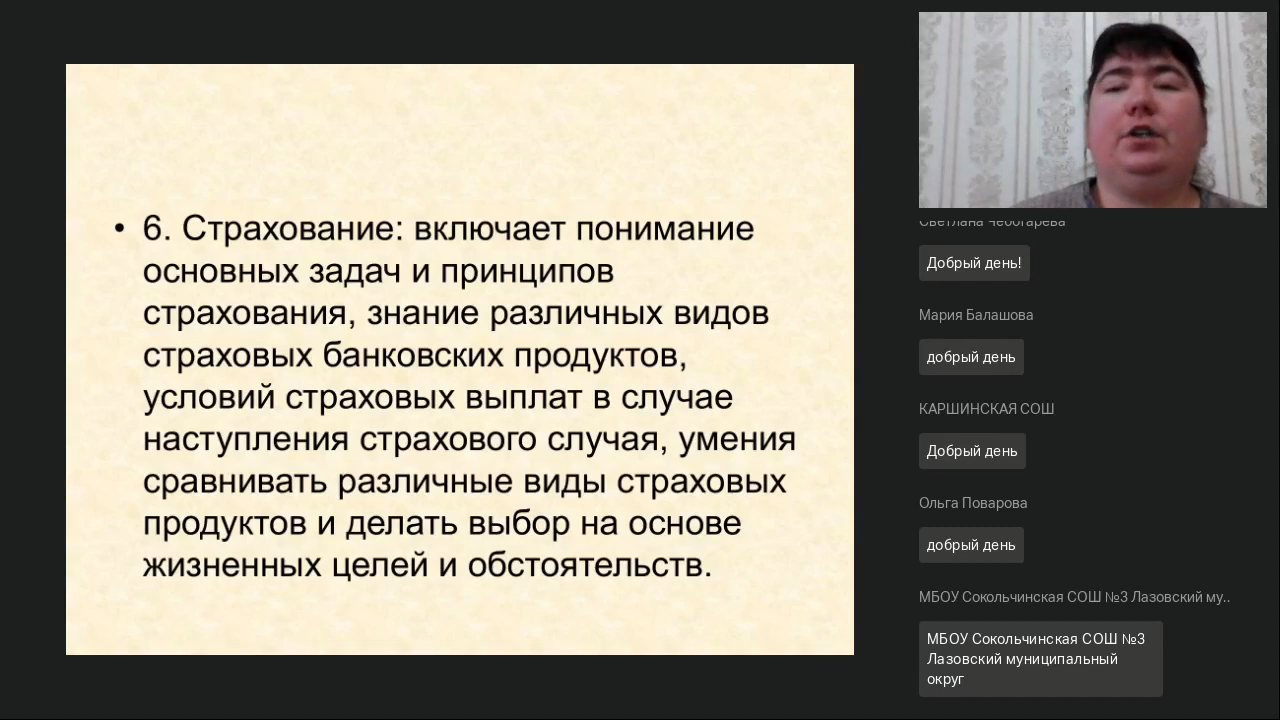 • 6. Страхование: включает понимание
основных задач и принципов
страхования, знание различных видов
страховых банковских продуктов,
условий страховых выплат в случае
наступления страхового случая, умения
сравнивать различные виды страховых
продуктов и делать выбор на основе
жизненных целей и обстоятельств.
Светлана Чеботарева
Добрый день!
Мария Балашова
добрый день
КАРШИНСКАЯ СОШ
Добрый день
Ольга Поварова
добрый день
МБОУ Сокольчинская СОШ №3 Лазовский му..
МБОУ Сокольчинская СОШ №3
Лазовский муниципальный
округ